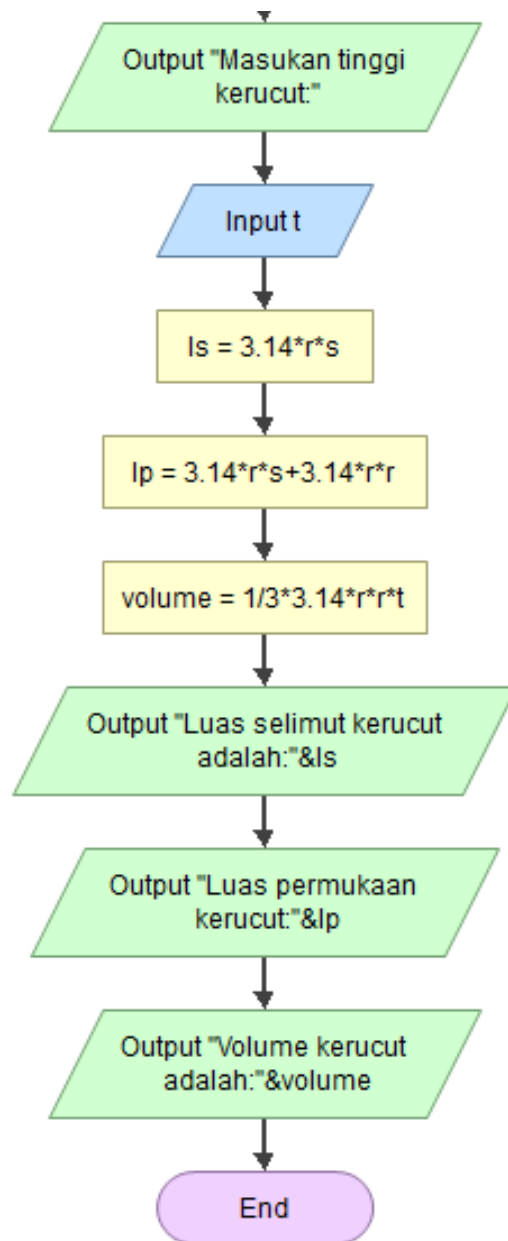 Output "Masukan tinggi
kerucut:"
Input t
ls = 3.14*r*s
lp = 3.14*r*s+3.14*r*r
volume = 1/3*3.14*r*r*t
Output "Luas selimut kerucut
adalah:"&ls
Output "Luas permukaan
kerucut:"&lp
Output "Volume kerucut
adalah:"&volume
End